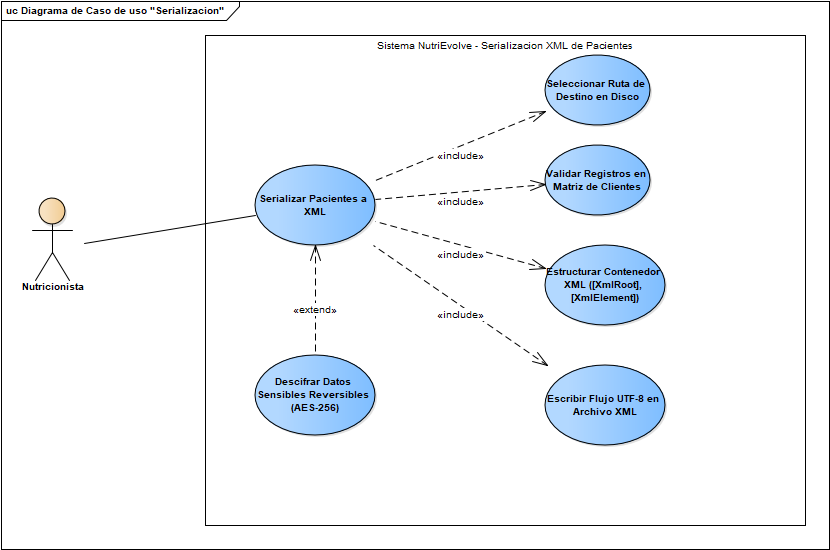 uc Diagrama de Caso de uso "Serializacion"
Sistema NutriEvolve - Serializacion XML de Pacientes
Seleccionar Ruta de
Destino en Disco
«include»
Validar Registros en
Matriz de Clientes
«include»
Serializar Pacientes a
XML
Nutricionista
«include»
Estructurar Contenedor
XML ([XmlRoot],
[XmlElement])
«extend»
«include»
Descifrar Datos
Sensibles Reversibles
(AES-256)
Escribir Flujo UTF-8 en
Archivo XML